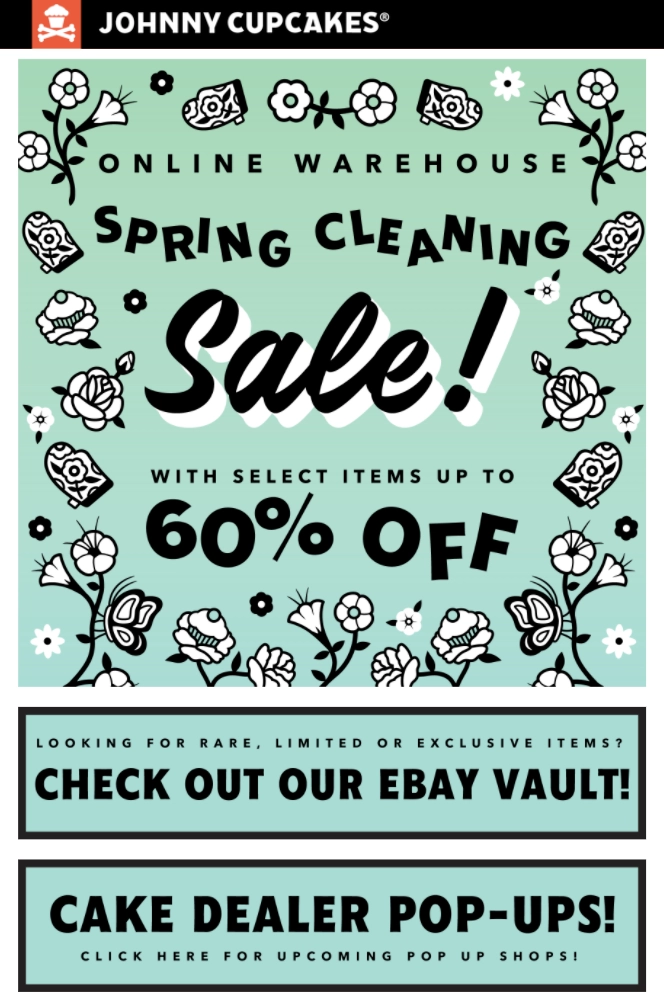 JOHNNY CUPCAKES®
ONLINE WAREHOUSE
SPRING CLEANING
Sale!
WITH SELECT ITEMS UP TO
60% OFF
LOOKING FOR RARE, LIMITED OR EXCLUSIVE ITEMS?
CHECK OUT OUR EBAY VAULT!
CAKE DEALER POP-UPS!
CLICK HERE FOR UPCOMING POP UP SHOPS!